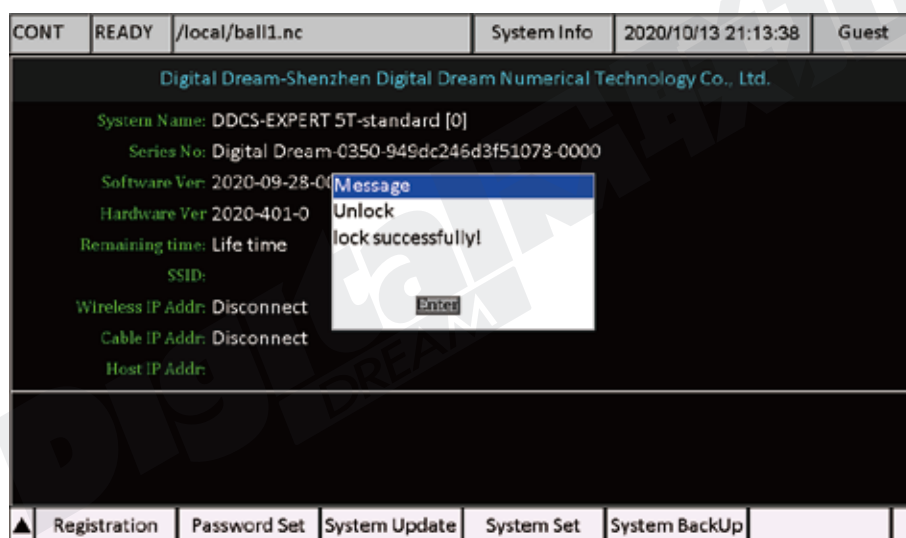 CONT READY /local/ball1.nc System Info 2020/10/13 21:13:38 Guest
Digital Dream-Shenzhen Digital Dream Numerical Technology Co., Ltd.
System Name: DDCS-EXPERT 5T-standard [0]
Series No: Digital Dream-0350-949dc246d3f51078-0000
Software Ver: 2020-09-28-00
Hardware Ver 2020-401-0
Remaining time: Life time
SSID:
Wireless IP Addr: Disconnect
Cable IP Addr: Disconnect
Host IP Addr:
Message
Unlock
lock successfully!
Enter
▲ Registration Password Set System Update System Set System BackUp
Digital
DREAM